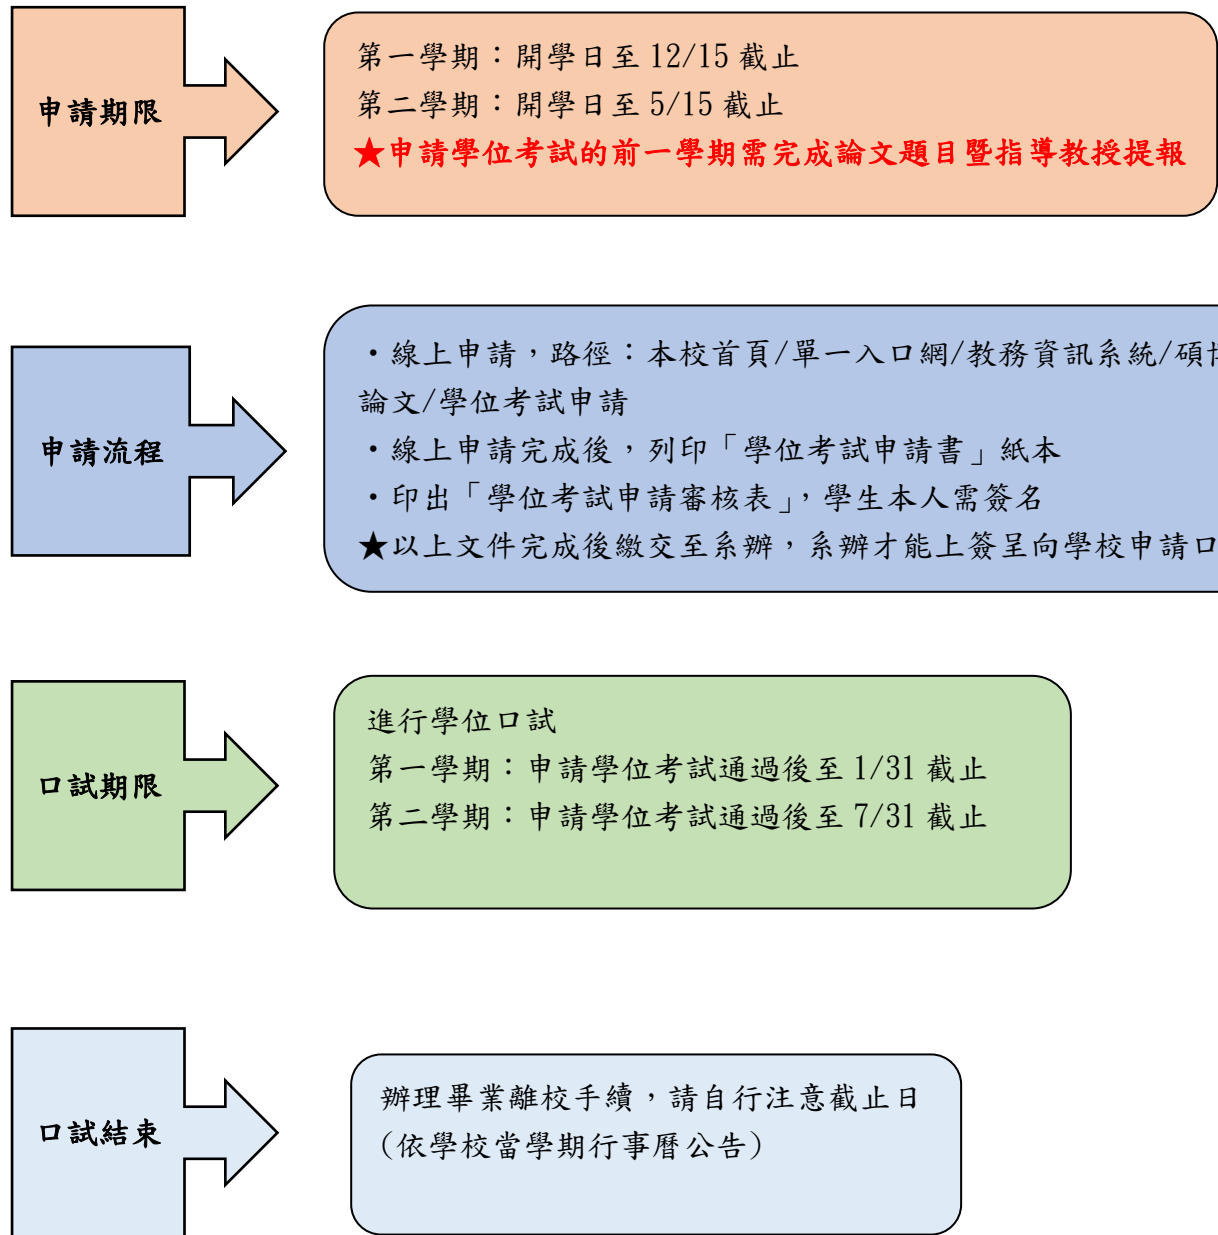 申請期限
第一學期：開學日至 12/15 截止
第二學期：開學日至 5/15 截止
★申請學位考試的前一學期需完成論文題目暨指導教授提報
申請流程
・線上申請，路徑：本校首頁/單一入口網/教務資訊系統/碩博
論文/學位考試申請
・線上申請完成後，列印「學位考試申請書」紙本
・印出「學位考試申請審核表」，學生本人需簽名
★以上文件完成後繳交至系辦，系辦才能上簽呈向學校申請口
口試期限
進行學位口試
第一學期：申請學位考試通過後至 1/31 截止
第二學期：申請學位考試通過後至 7/31 截止
口試結束
辦理畢業離校手續，請自行注意截止日
(依學校當學期行事曆公告)